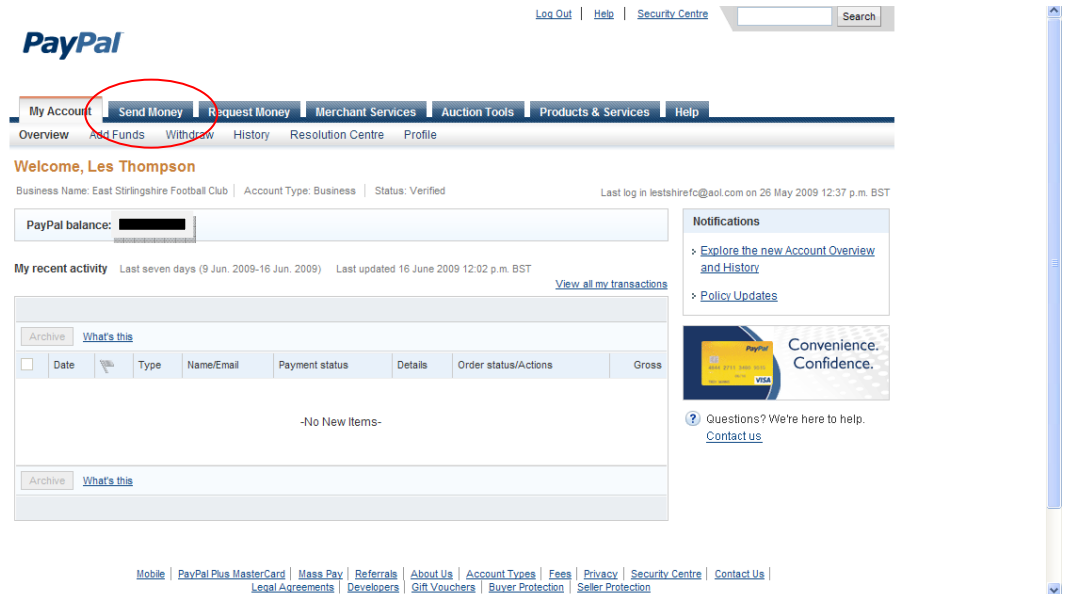 Log Out | Help | Security Centre Search
PayPal
My Account Send Money Request Money Merchant Services Auction Tools Products & Services Help
Overview Add Funds Withdraw History Resolution Centre Profile
Welcome, Les Thompson
Business Name: East Stirlingshire Football Club | Account Type: Business | Status: Verified
Last log in lestshirefc@aol.com on 26 May 2009 12:37 p.m. BST
PayPal balance:
My recent activity Last seven days (9 Jun. 2009-16 Jun. 2009) Last updated 16 June 2009 12:02 p.m. BST
View all my transactions
Archive What's this
Date Type Name/Email Payment status Details Order status/Actions Gross
-No New Items-
Archive What's this
Notifications
Explore the new Account Overview
and History
Policy Updates
PayPal
VISA
Convenience.
Confidence.
? Questions? We're here to help.
Contact us
Mobile | PayPal Plus MasterCard | Mass Pay | Referrals | About Us | Account Types | Fees | Privacy | Security Centre | Contact Us |
Legal Agreements | Developers | Gift Vouchers | Buyer Protection | Seller Protection